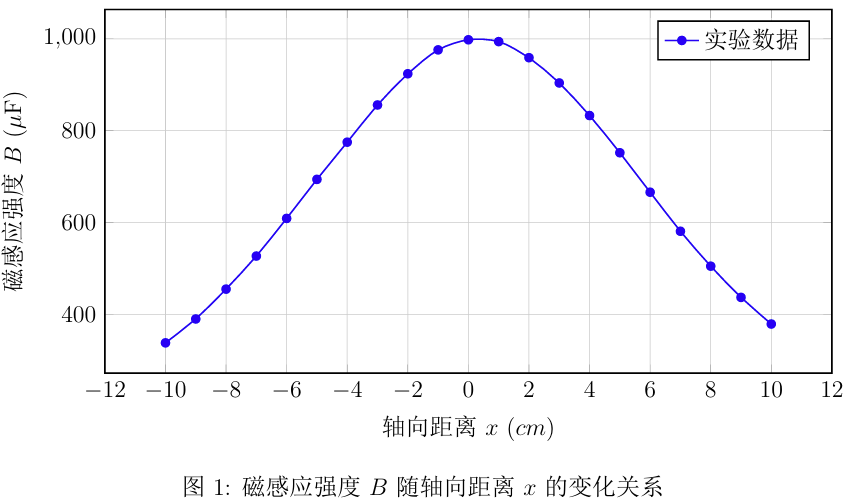 1,000
800
600
400
磁感应强度 B (μF)
实验数据
−12 −10 −8 −6 −4 −2 0 2 4 6 8 10 12
轴向距离 x (cm)
图 1: 磁感应强度 B 随轴向距离 x 的变化关系